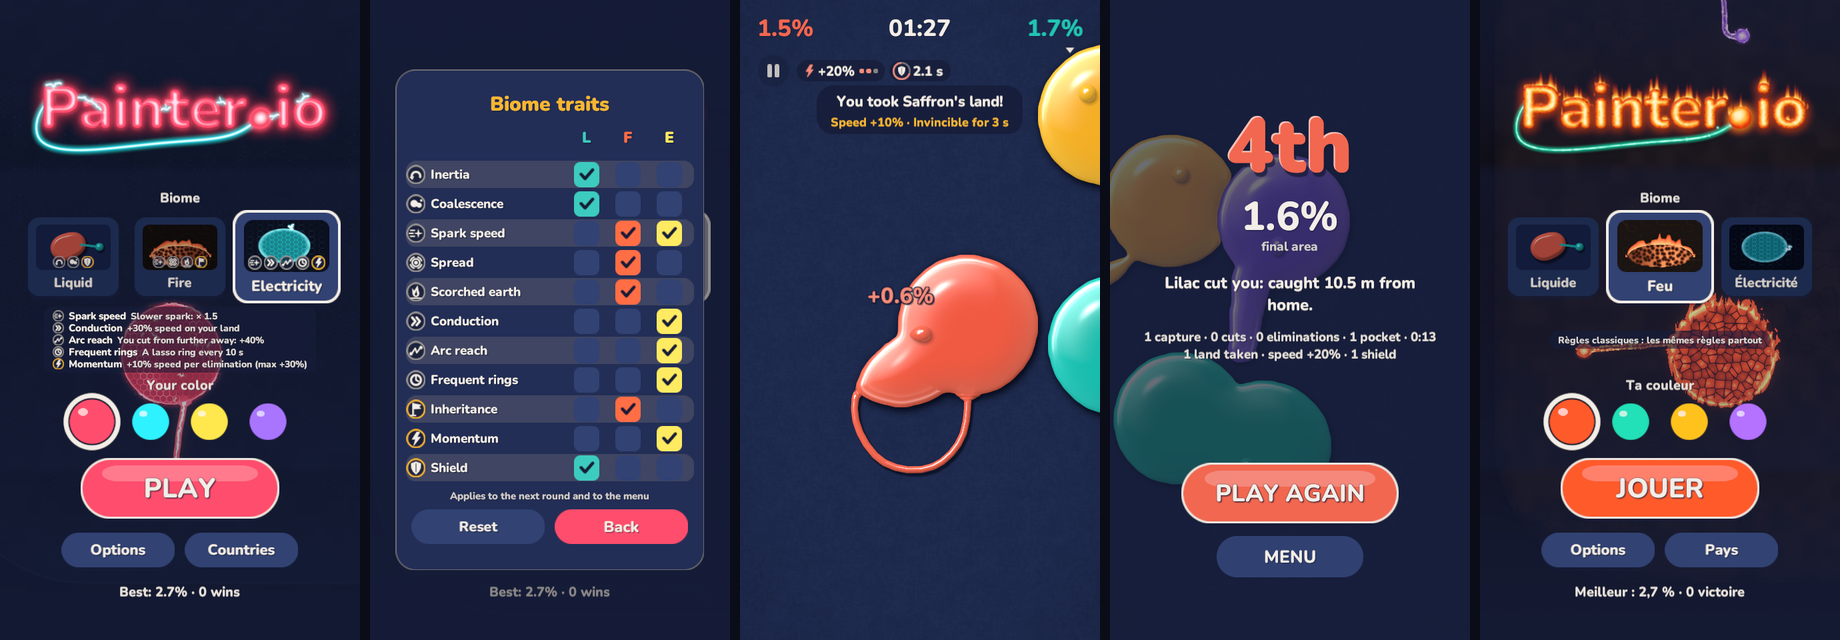 Painter.io
Biome
Liquid
Fire
Electricity
Spark speed Slower spark: × 1.5
Conduction +30% speed on your land
Arc reach You cut from further away: +40%
Frequent rings A lasso ring every 10 s
Momentum +10% speed per elimination (max +30%)
Your color
PLAY
Options
Countries
Best: 2.7% · 0 wins
Biome traits
L F E
Inertia
Coalescence
Spark speed
Spread
Scorched earth
Conduction
Arc reach
Frequent rings
Inheritance
Momentum
Shield
Applies to the next round and to the menu
Reset
Back
Best: 2.7% · 0 wins
1.5%
01:27
1.7%
+20%
2.1 s
You took Saffron's land!
Speed +10% · Invincible for 3 s
+0.6%
4th
1.6%
final area
Lilac cut you: caught 10.5 m from
home.
1 capture · 0 cuts · 0 eliminations · 1 pocket · 0:13
1 land taken · speed +20% · 1 shield
PLAY AGAIN
MENU
Painter.io
Biome
Liquide
Feu
Électricité
Règles classiques : les mêmes règles partout
Ta couleur
JOUER
Options
Pays
Meilleur : 2,7 % · 0 victoire